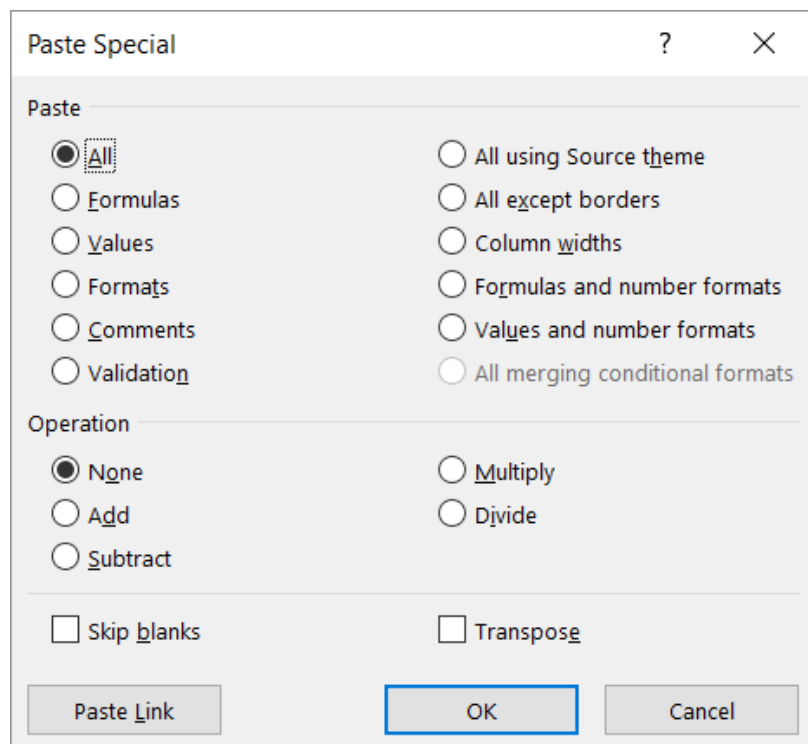 Paste Special ?
Paste
All All using Source theme
Formulas All except borders
Values Column widths
Formats Formulas and number formats
Comments Values and number formats
Validation All merging conditional formats
Operation
None Multiply
Add Divide
Subtract
Skip blanks Transpose
Paste Link OK Cancel